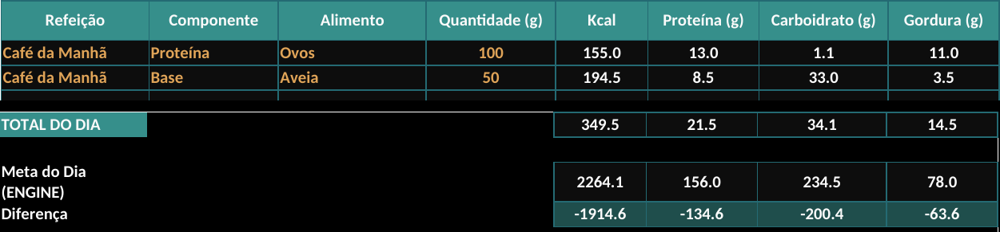 Refeição Componente Alimento Quantidade (g) Kcal Proteína (g) Carboidrato (g) Gordura (g)
Café da Manhã Proteína Ovos 100 155.0 13.0 1.1 11.0
Café da Manhã Base Aveia 50 194.5 8.5 33.0 3.5
TOTAL DO DIA 349.5 21.5 34.1 14.5
Meta do Dia
(ENGINE) 2264.1 156.0 234.5 78.0
Diferença -1914.6 -134.6 -200.4 -63.6